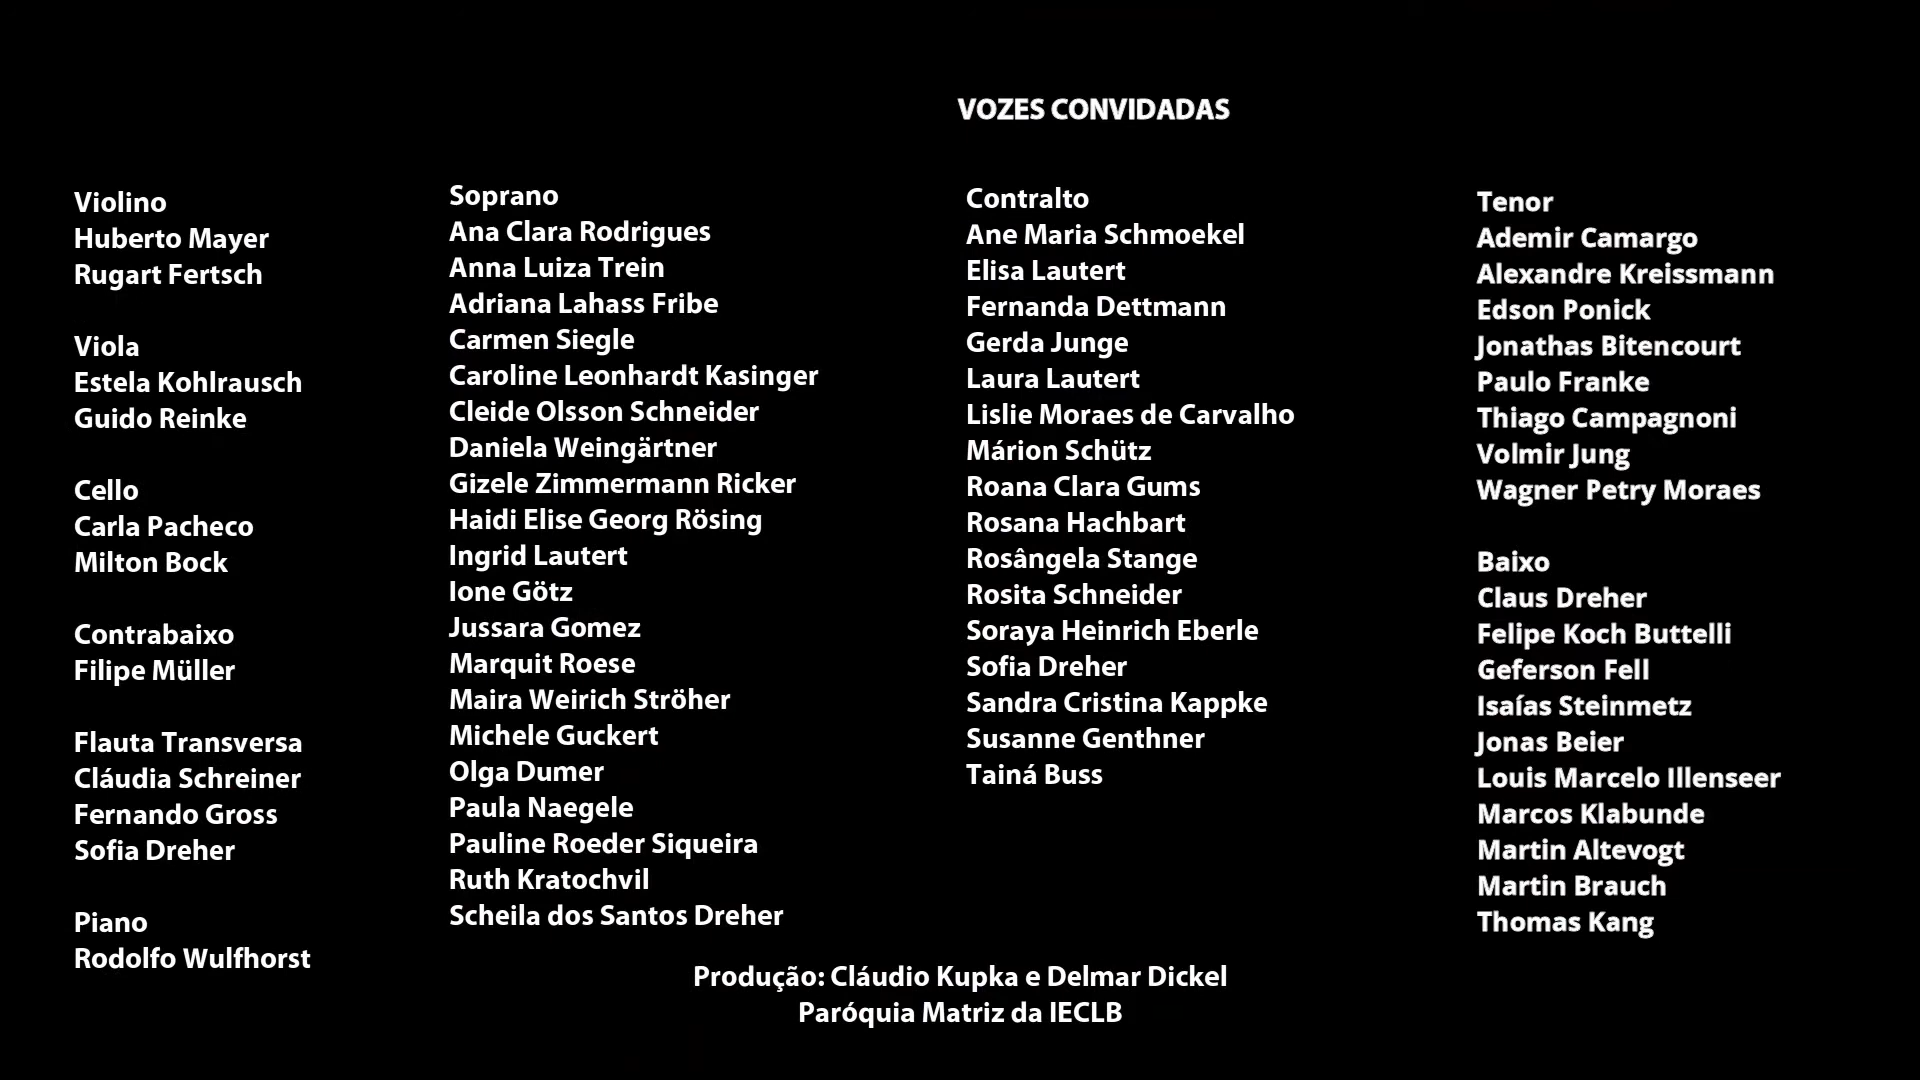 VOZES CONVIDADAS
Violino
Huberto Mayer
Rugart Fertsch
Viola
Estela Kohlrausch
Guido Reinke
Cello
Carla Pacheco
Milton Bock
Contrabaixo
Filipe Müller
Flauta Transversa
Cláudia Schreiner
Fernando Gross
Sofia Dreher
Piano
Rodolfo Wulfhorst
Soprano
Ana Clara Rodrigues
Anna Luiza Trein
Adriana Lahass Fribe
Carmen Siegle
Caroline Leonhardt Kasinger
Cleide Olsson Schneider
Daniela Weingärtner
Gizele Zimmermann Ricker
Haidi Elise Georg Rösing
Ingrid Lautert
Ione Götz
Jussara Gomez
Marquit Roese
Maira Weirich Ströher
Michele Guckert
Olga Dumer
Paula Naegele
Pauline Roeder Siqueira
Ruth Kratochvil
Scheila dos Santos Dreher
Contralto
Ane Maria Schmoekel
Elisa Lautert
Fernanda Dettmann
Gerda Junge
Laura Lautert
Lislie Moraes de Carvalho
Márion Schütz
Roana Clara Gums
Rosana Hachbart
Rosângela Stange
Rosita Schneider
Soraya Heinrich Eberle
Sofia Dreher
Sandra Cristina Kappke
Susanne Genthner
Tainá Buss
Tenor
Ademir Camargo
Alexandre Kreissmann
Edson Ponick
Jonathas Bitencourt
Paulo Franke
Thiago Campagnoni
Volmir Jung
Wagner Petry Moraes
Baixo
Claus Dreher
Felipe Koch Buttelli
Geferson Fell
Isaías Steinmetz
Jonas Beier
Louis Marcelo Illenseer
Marcos Klabunde
Martin Altevogt
Martin Brauch
Thomas Kang
Produção: Cláudio Kupka e Delmar Dickel
Paróquia Matriz da IECLB